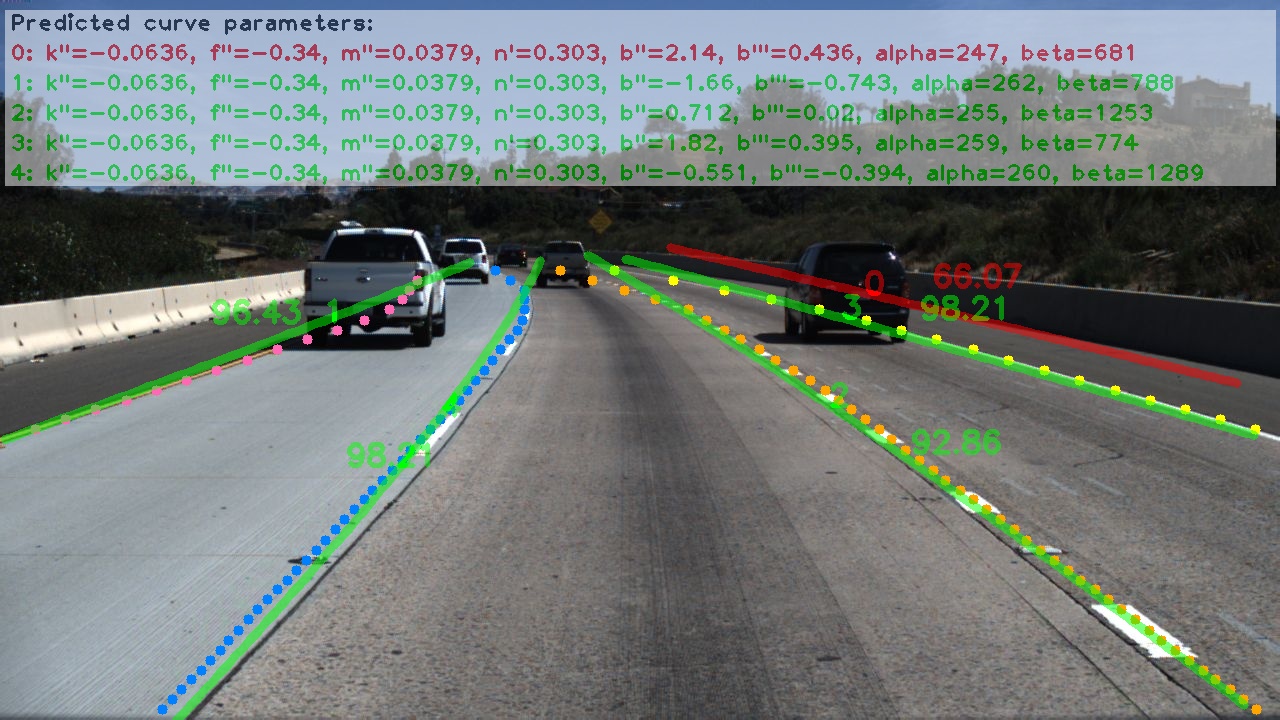 Predicted curve parameters:
0: k"=-0.0636, f"=-0.34, m"=0.0379, n'=0.303, b"=2.14, b'"=0.436, alpha=247, beta=681
1: k"=-0.0636, f"=-0.34, m"=0.0379, n'=0.303, b"=-1.66, b'"=-0.743, alpha=262, beta=788
2: k"=-0.0636, f"=-0.34, m"=0.0379, n'=0.303, b"=0.712, b'"=0.02, alpha=255, beta=1253
3: k"=-0.0636, f"=-0.34, m"=0.0379, n'=0.303, b"=1.82, b'"=0.395, alpha=259, beta=774
4: k"=-0.0636, f"=-0.34, m"=0.0379, n'=0.303, b"=-0.551, b'"=-0.394, alpha=260, beta=1289
0 66.07
96.43 1
3 98.21
2
92.86
98.21